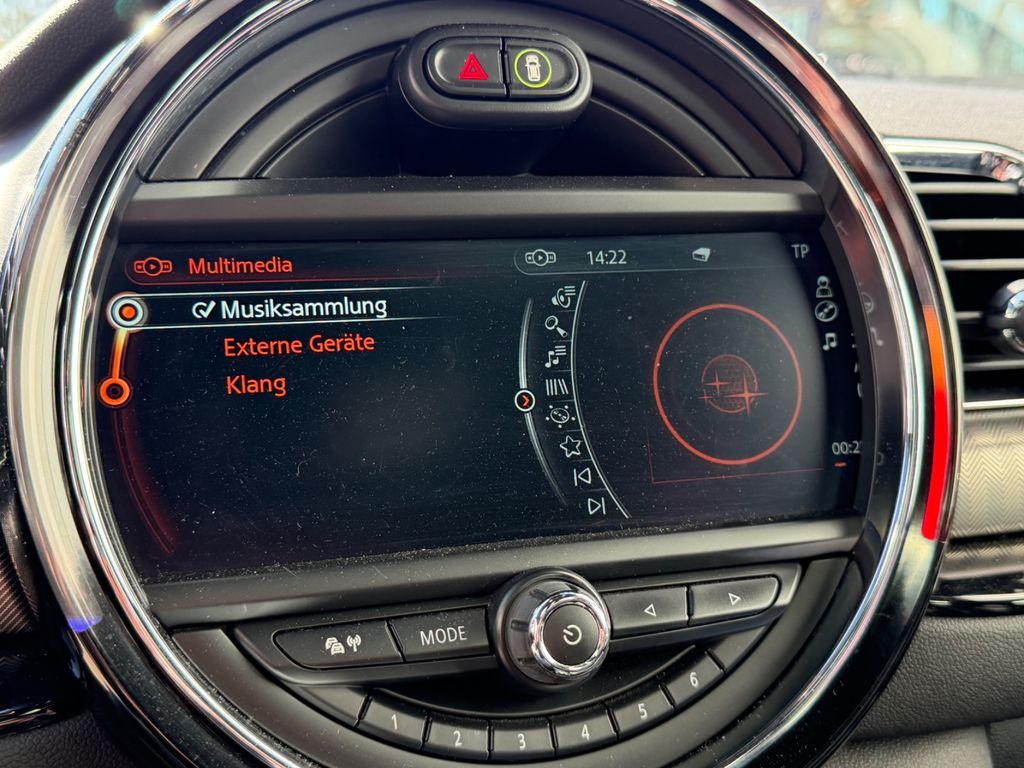 Multimedia
14:22
TP
Musiksammlung
Externe Geräte
Klang
MODE
1
2
3
4
5
6